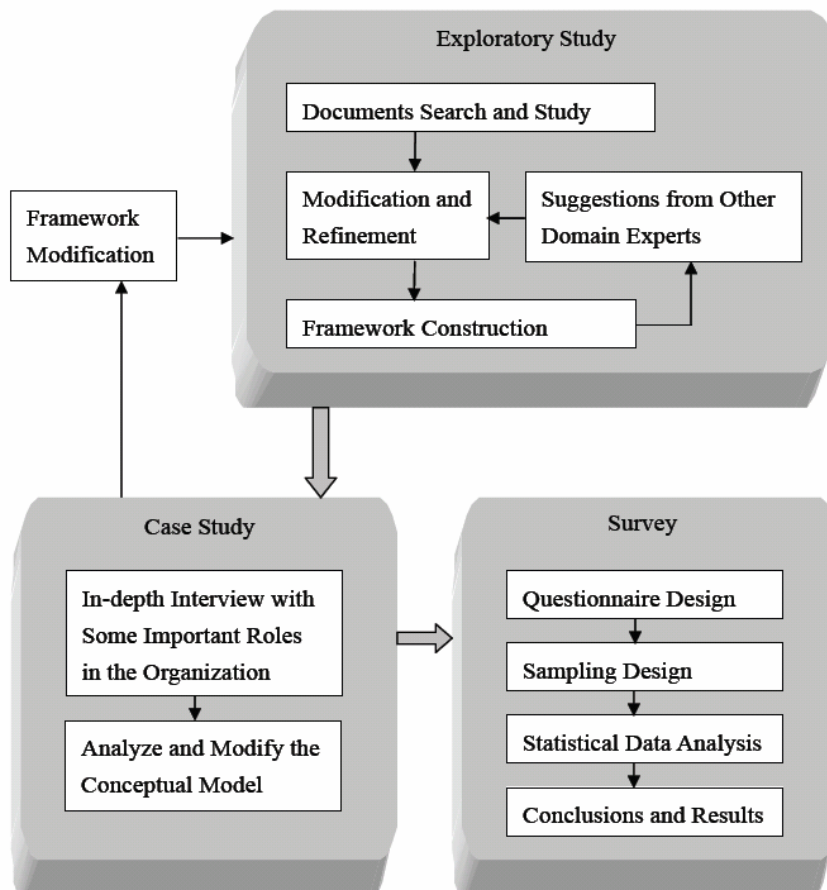 Exploratory Study
Documents Search and Study
Modification and
Refinement
Suggestions from Other
Domain Experts
Framework Construction
Framework
Modification
Case Study
In-depth Interview with
Some Important Roles
in the Organization
Analyze and Modify the
Conceptual Model
Survey
Questionnaire Design
Sampling Design
Statistical Data Analysis
Conclusions and Results